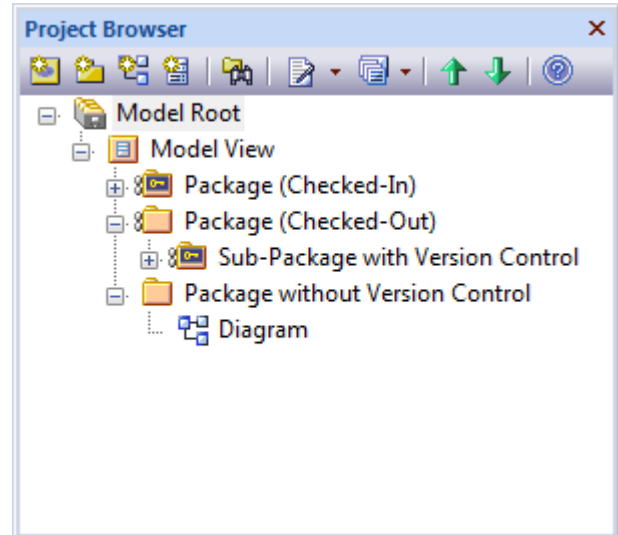 Project Browser
Model Root
Model View
Package (Checked-In)
Package (Checked-Out)
Sub-Package with Version Control
Package without Version Control
Diagram